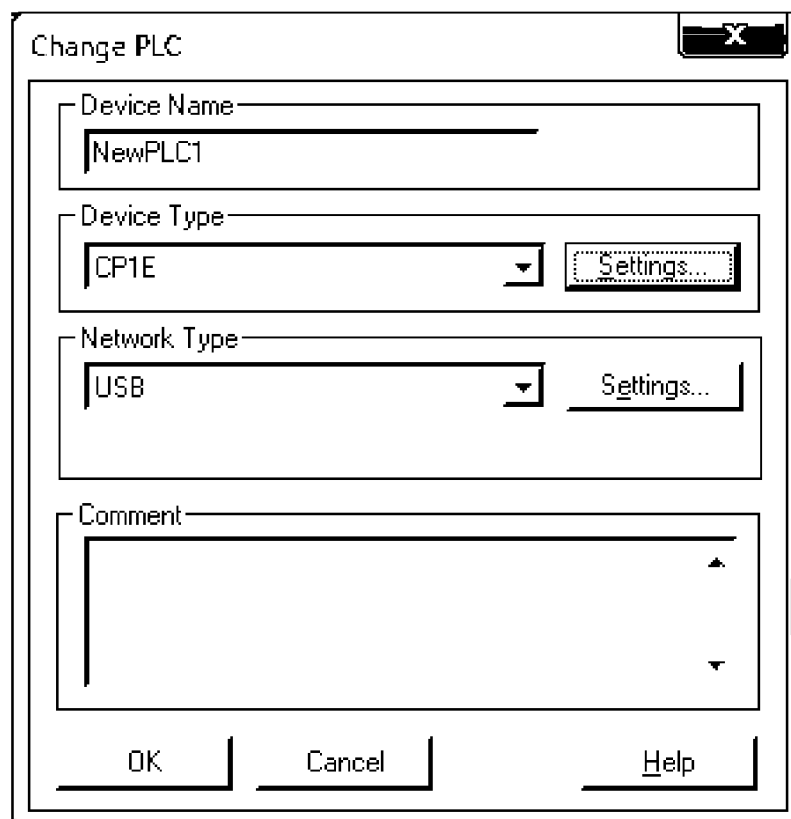 Change PLC
X
Device Name
NewPLC1
Device Type
CP1E
Settings...
Network Type
USB
Settings...
Comment
OK
Cancel
Help